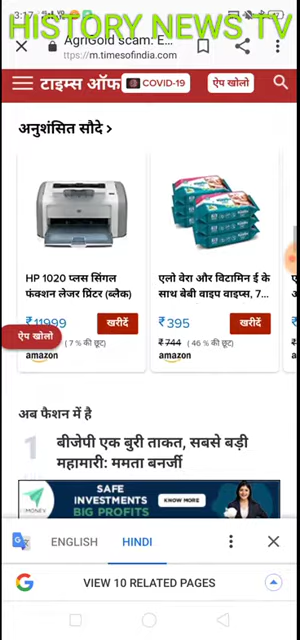 HISTORY NEWS TV
3:17
AgriGold scam: E...
ttps://m.timesofindia.com
टाइम्स ऑफ
COVID-19
ऐप खोलो
अनुशंसित सौदे >
HP 1020 प्लस सिंगल
फंक्शन लेजर प्रिंटर (ब्लैक)
₹11999
खरीदें
(7 % की छूट)
amazon
एलो वेरा और विटामिन ई के
साथ बेबी वाइप वाइप्स, 7...
₹395
खरीदें
₹744
(46 % की छूट)
amazon
ऐप खोलो
अब फैशन में है
1
बीजेपी एक बुरी ताकत, सबसे बड़ी
महामारी: ममता बनर्जी
SAFE
INVESTMENTS
BIG PROFITS
KNOW MORE
ENGLISH
HINDI
VIEW 10 RELATED PAGES